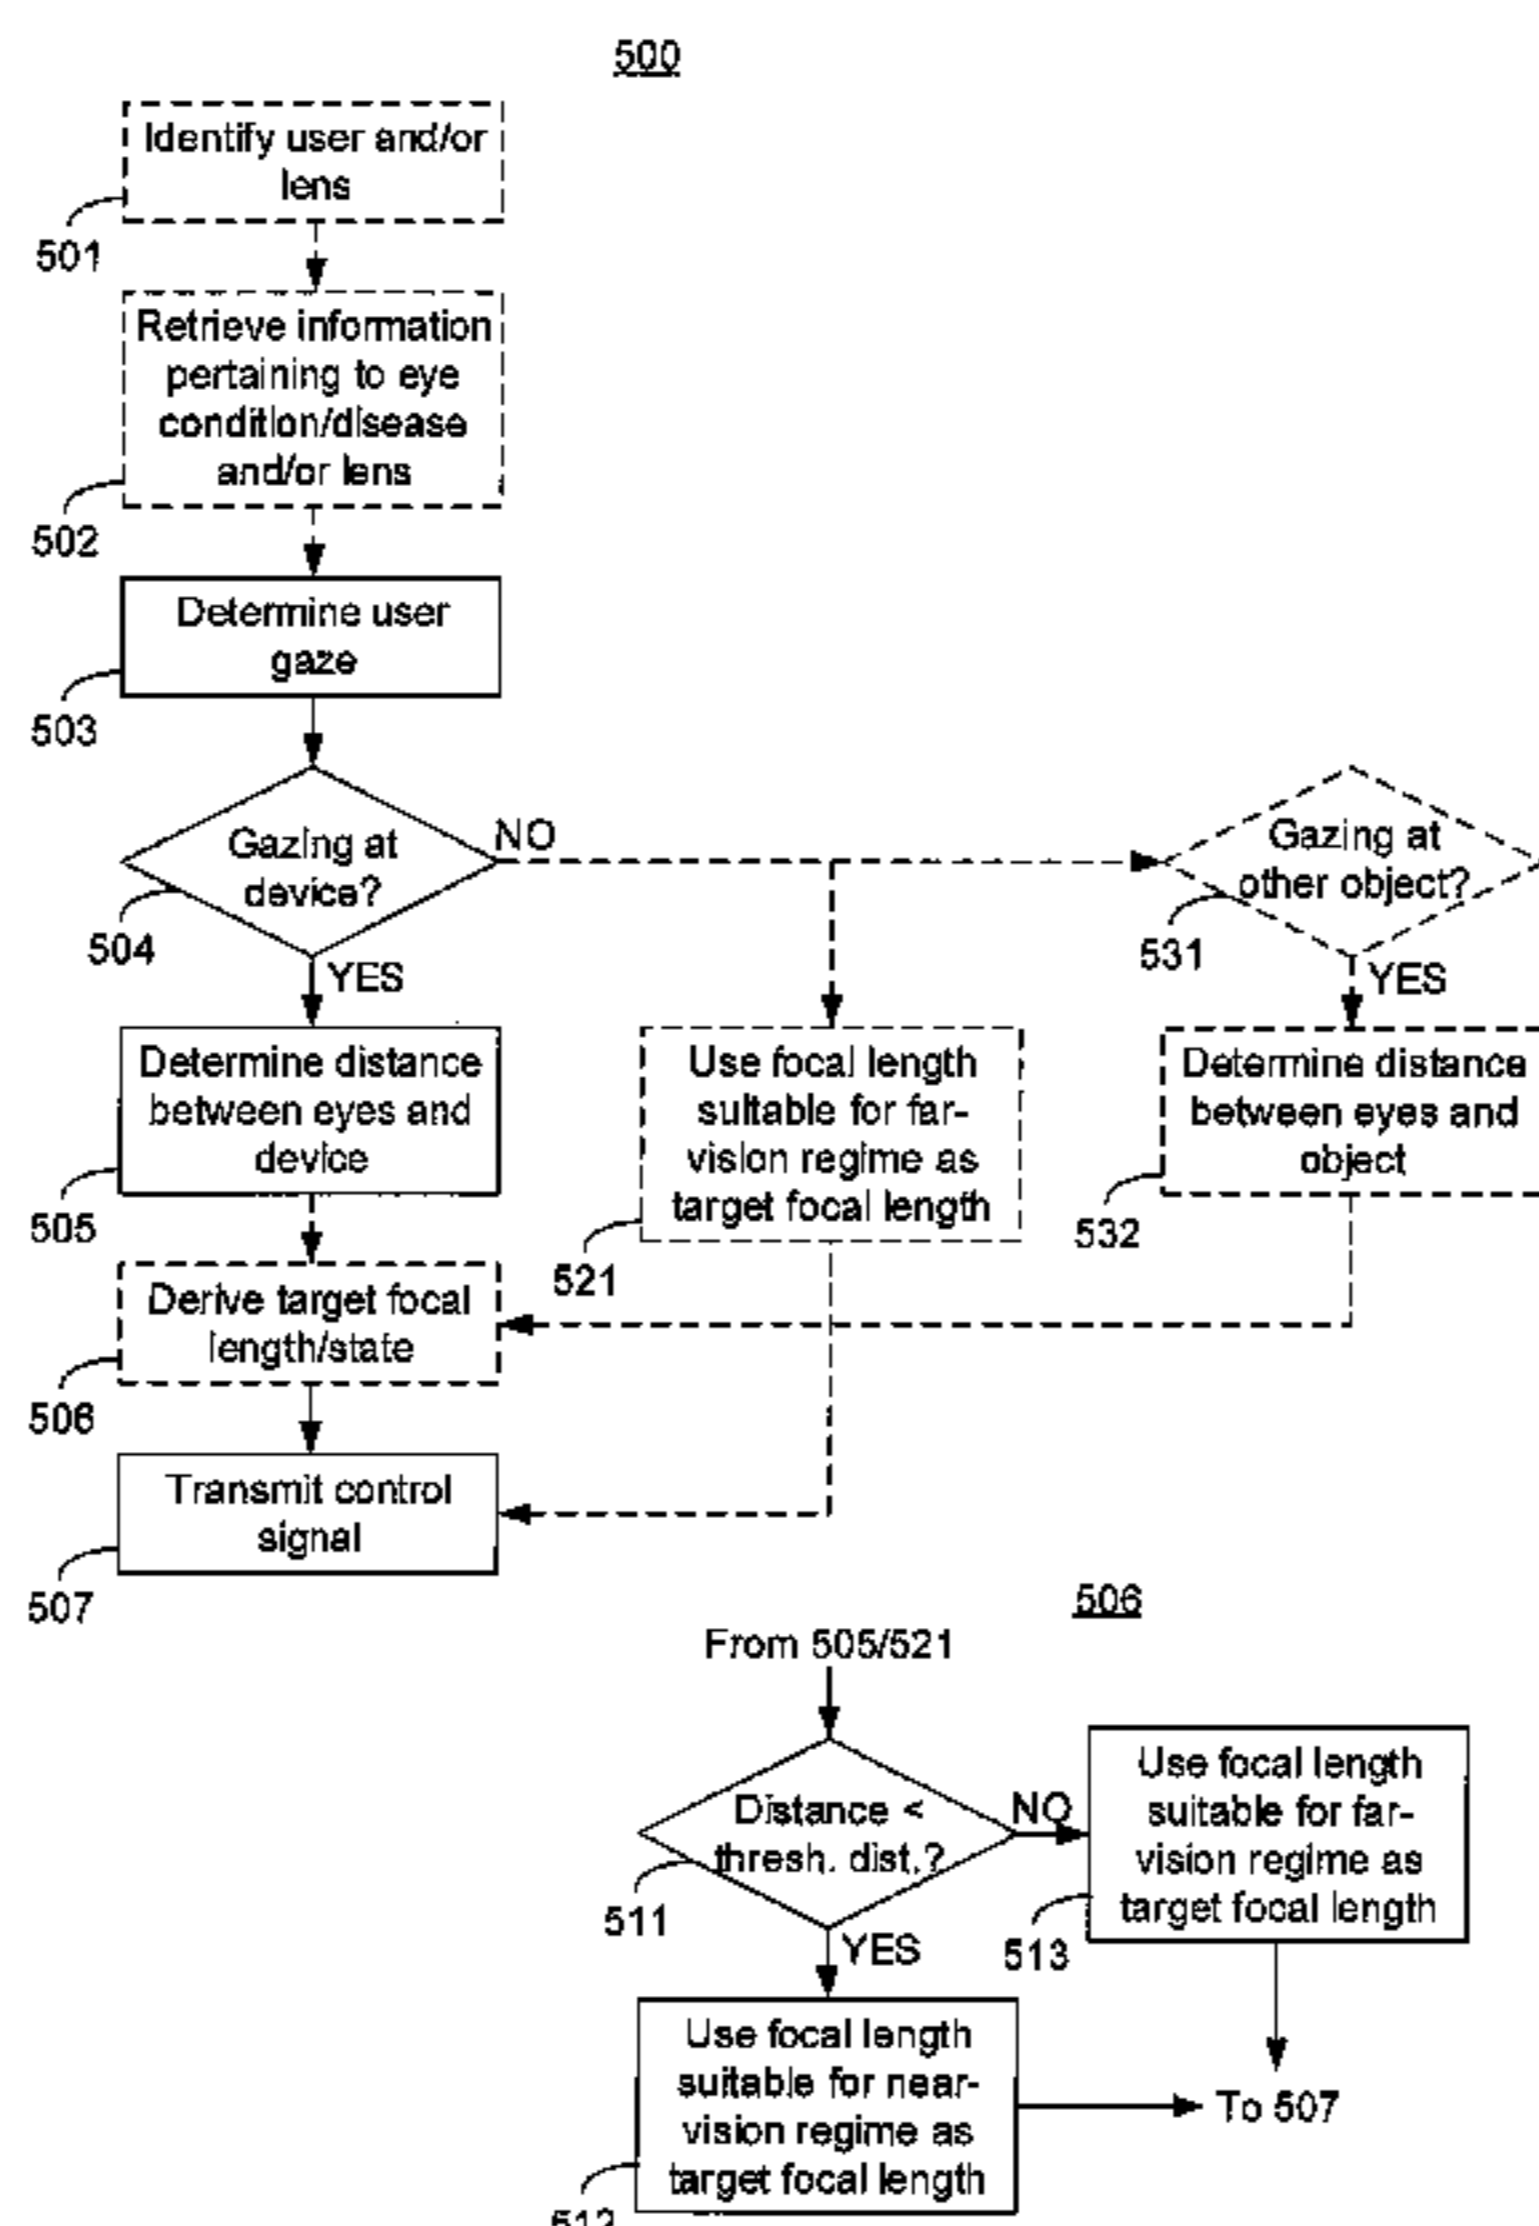 500
Identify user and/or
lens
501
Retrieve information
pertaining to eye
condition/disease
and/or lens
502
Determine user
gaze
503
Gazing at
device?
NO
504
YES
Gazing at
other object?
531
YES
Determine distance
between eyes and
device
505
Use focal length
suitable for far-
vision regime as
target focal length
521
Determine distance
between eyes and
object
532
Derive target focal
length/state
506
Transmit control
signal
507
506
From 505/521
Distance <
thresh. dist.?
NO
511
YES
Use focal length
suitable for far-
vision regime as
target focal length
513
Use focal length
suitable for near-
vision regime as
target focal length
512
To 507